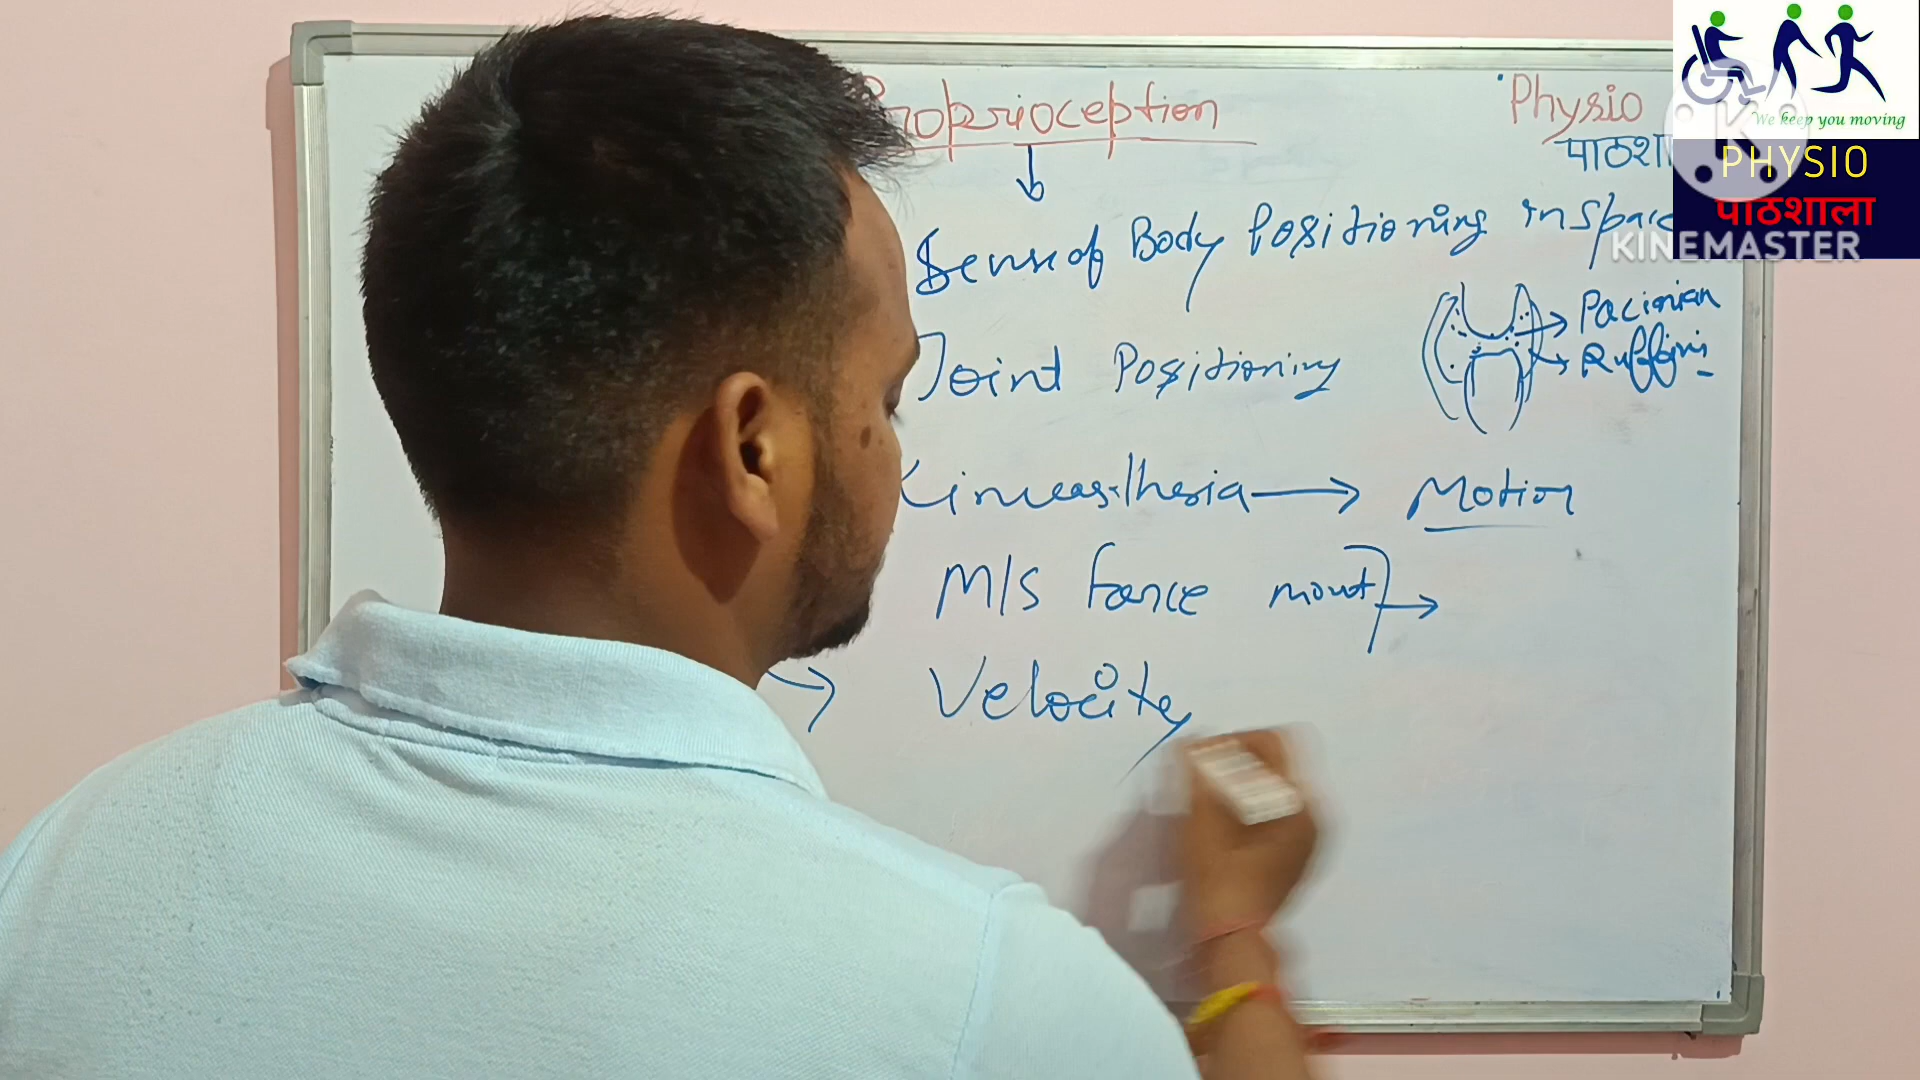 Proprioception
Physio
पाठशा
We keep you moving
PHYSIO
पाठशाला
KINEMASTER
Sense of Body Positioning in Space
Pacinian
Ruffini
Joint Positioning
Kineasthesia → Motion
M/S Force →
→ Velocity